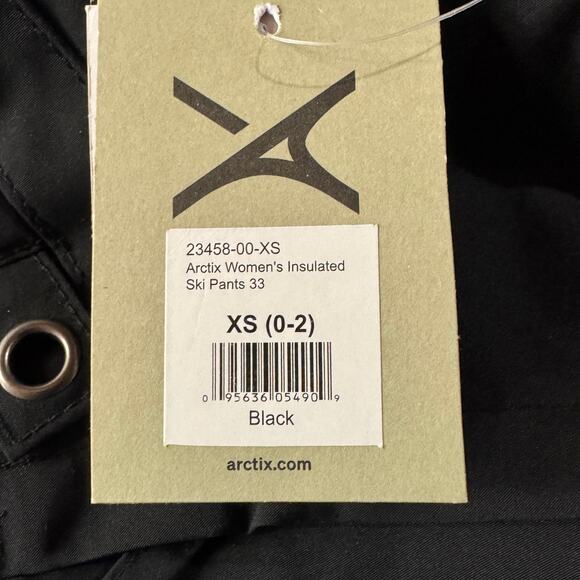 23458-00-XS
Arctix Women's Insulated
Ski Pants 33
XS (0-2)
0 95636 05490 9
Black
arctix.com